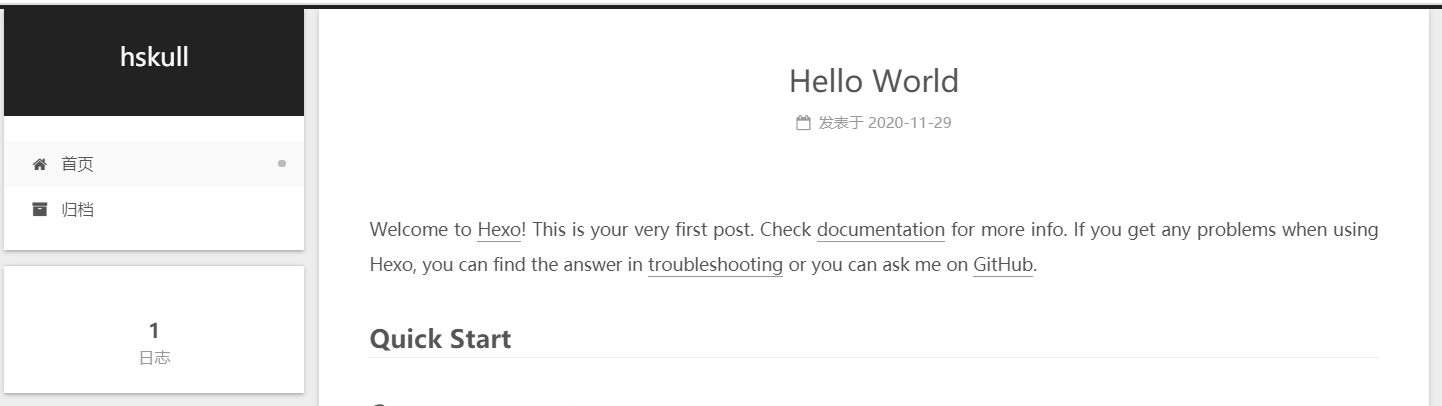 hskull
首页
归档
1
日志
Hello World
发表于 2020-11-29
Welcome to Hexo! This is your very first post. Check documentation for more info. If you get any problems when using
Hexo, you can find the answer in troubleshooting or you can ask me on GitHub.
Quick Start